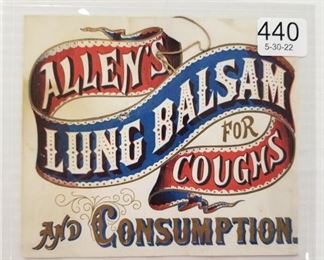 440
5-30-22
ALLEN'S
LUNG BALSAM
FOR
COUGHS
AND CONSUMPTION.